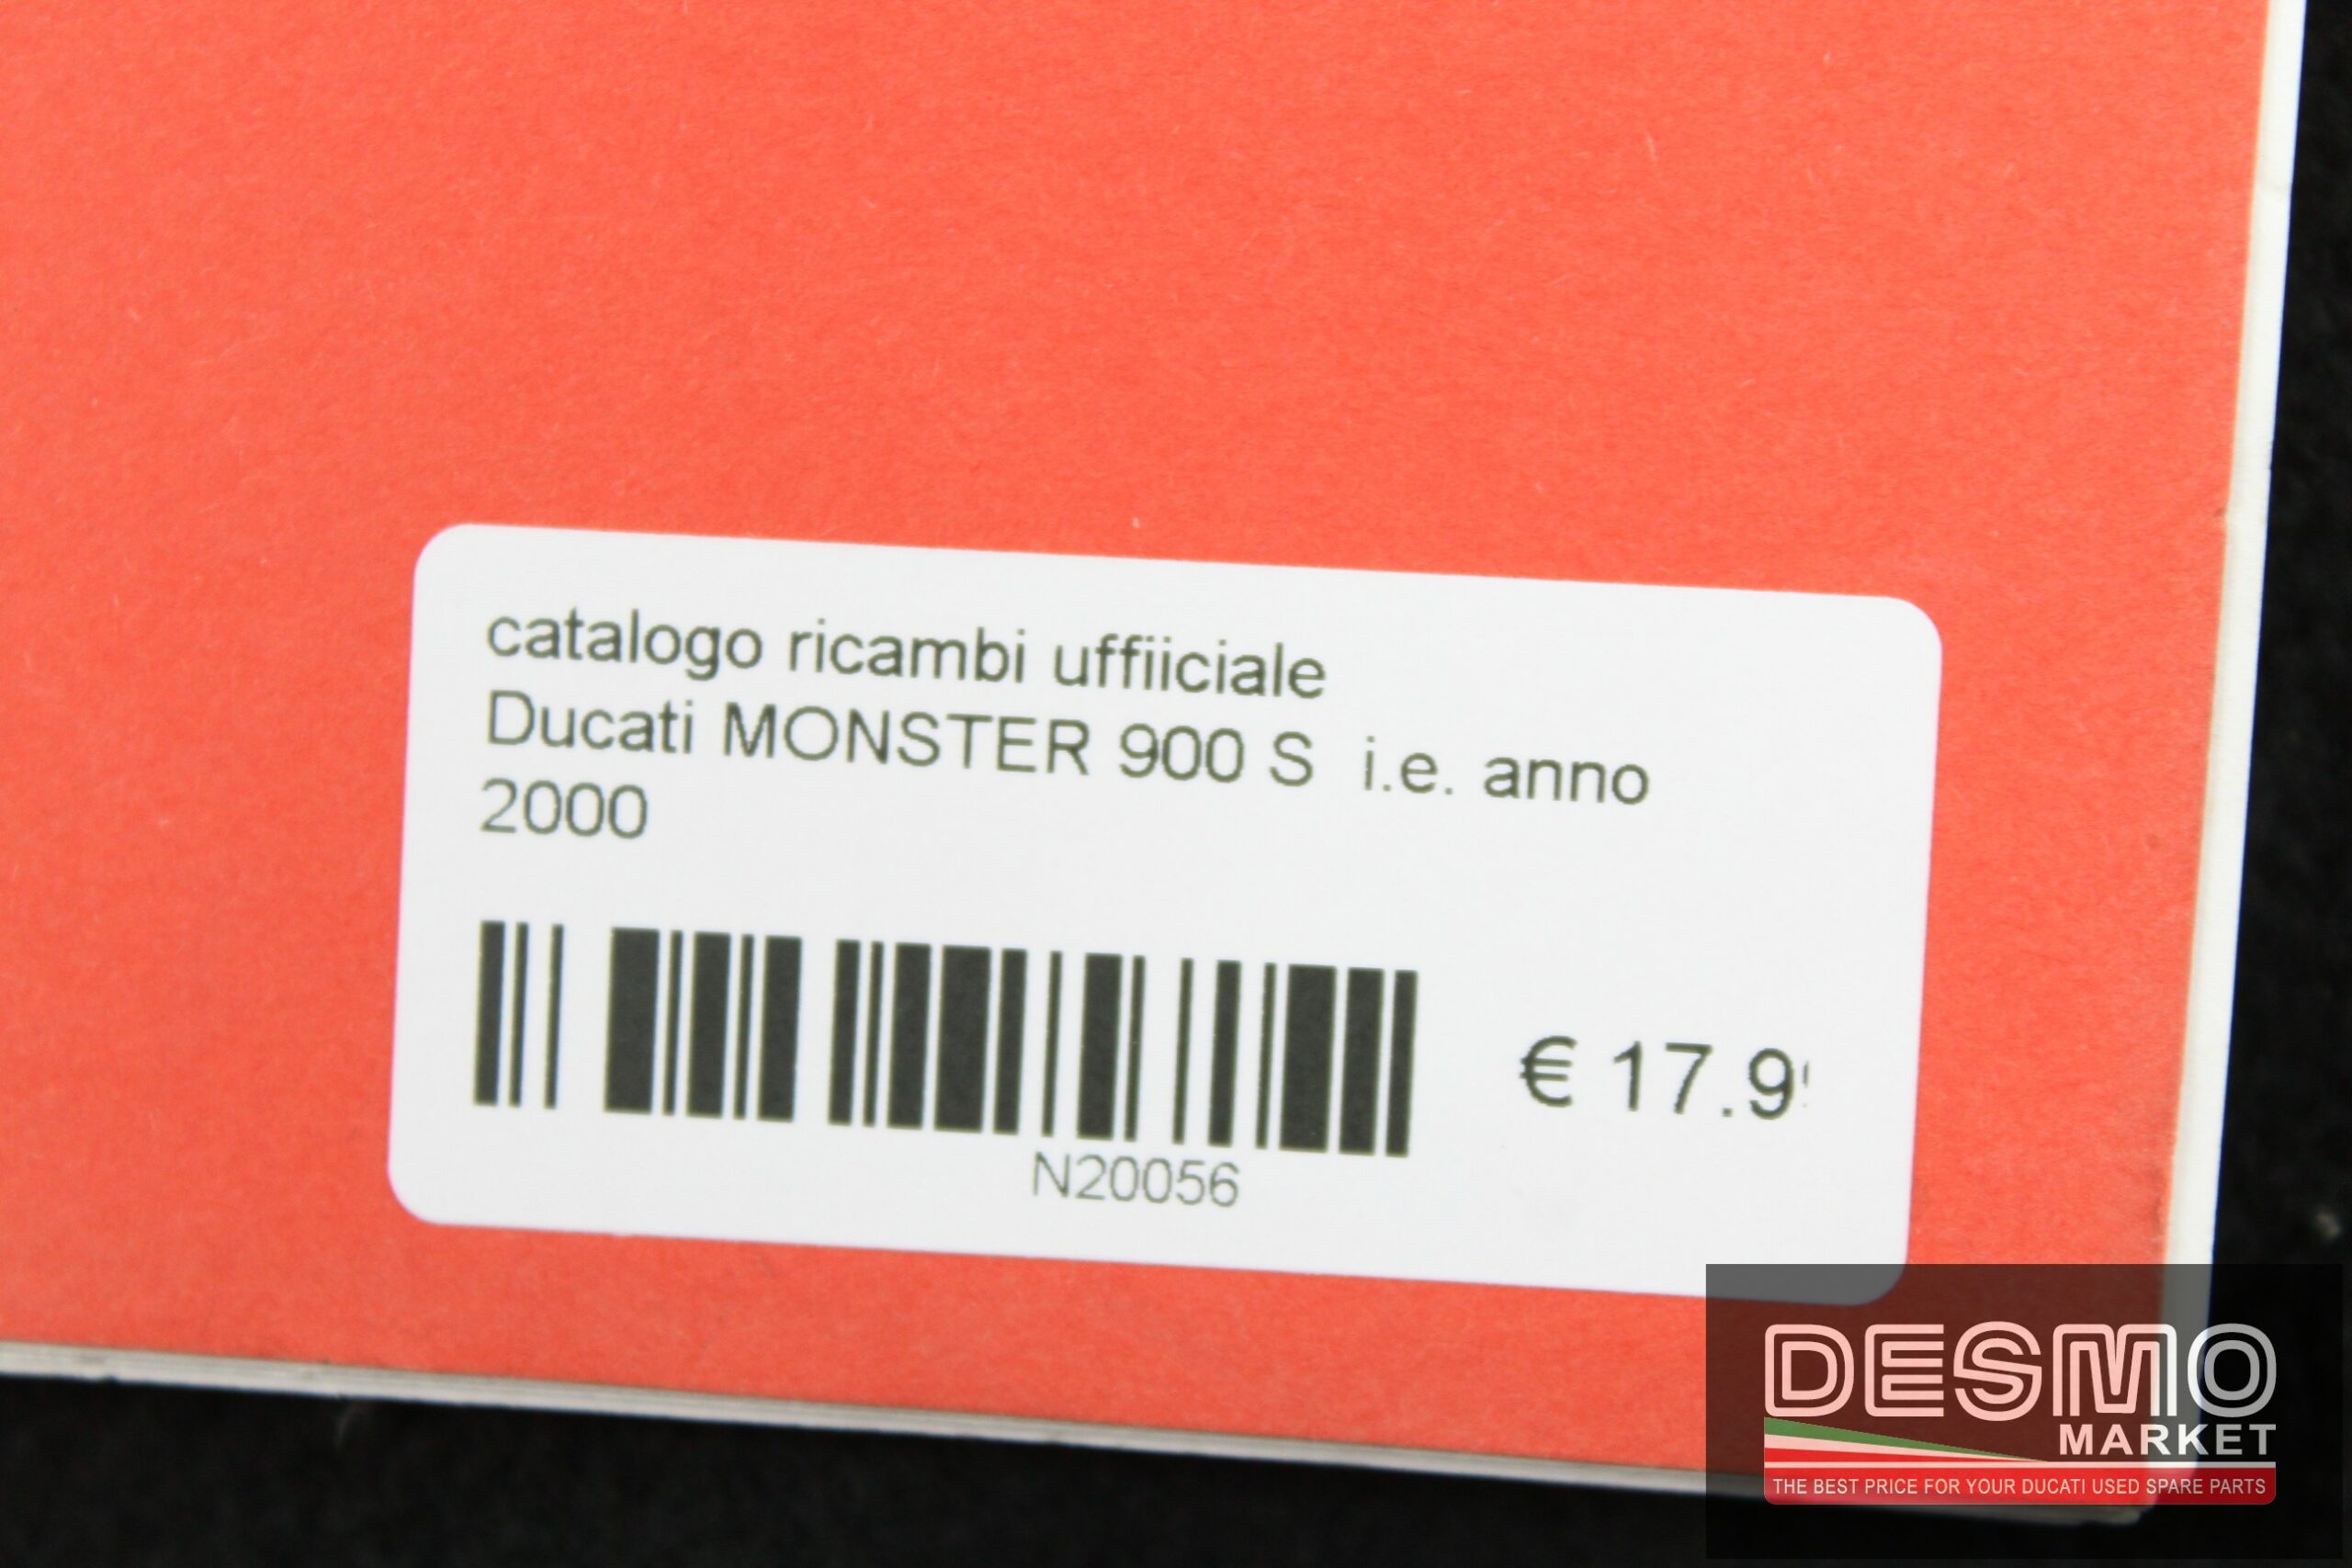 catalogo ricambi uffiiciale
Ducati MONSTER 900 S i.e. anno
2000
€ 17.9
N20056
DESMO
MARKET
THE BEST PRICE FOR YOUR DUCATI USED SPARE PARTS